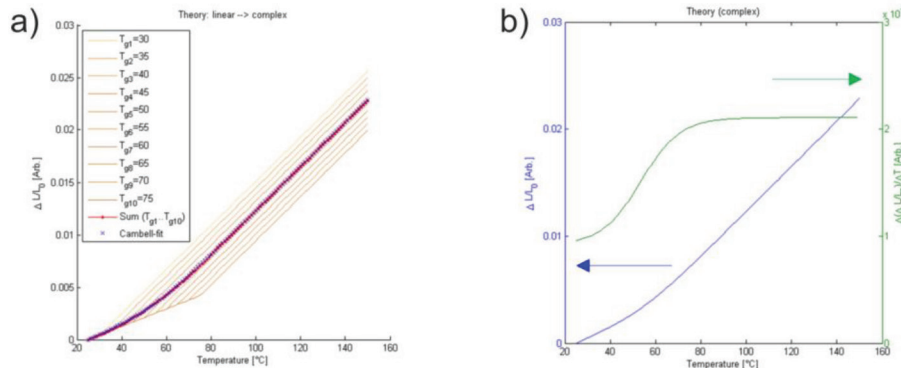 a)
Theory: linear --> complex
0.03
0.025
0.02
0.015
0.01
0.005
0
Δ L/L0 [Arb.]
Tg1=30
Tg2=35
Tg3=40
Tg4=45
Tg5=50
Tg6=55
Tg7=60
Tg8=65
Tg9=70
Tg10=75
Sum (Tg1..Tg10)
Cambell-fit
20 40 60 80 100 120 140 160
Temperature [°C]
b)
Theory (complex)
0.03
0.02
0.01
0
Δ L/L0 [Arb.]
3
2
1
0
Δ(Δ L/L0)/ΔT [Arb.]
20 40 60 80 100 120 140 160
Temperature [°C]